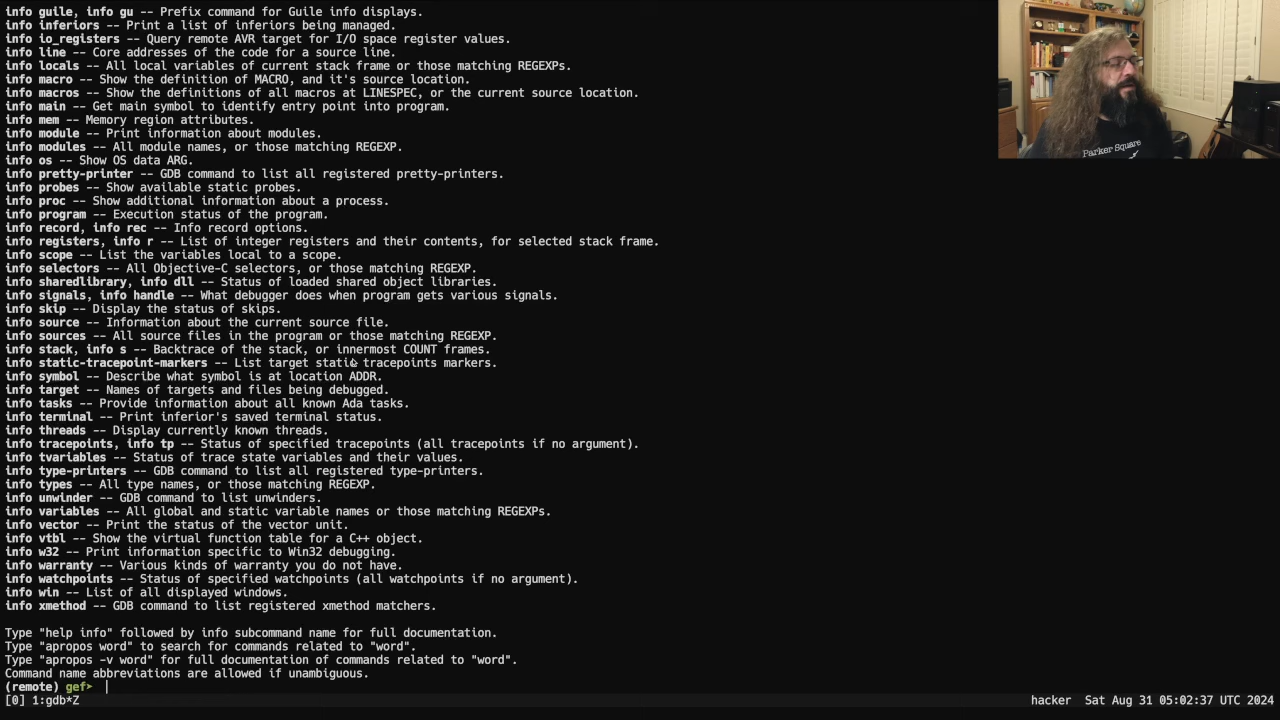 info guile, info gu -- Prefix command for Guile info displays.
info inferiors -- Print a list of inferiors being managed.
info io_registers -- Query remote AVR target for I/O space register values.
info line -- Core addresses of the code for a source line.
info locals -- All local variables of current stack frame or those matching REGEXPs.
info macro -- Show the definition of MACRO, and it's source location.
info macros -- Show the definitions of all macros at LINESPEC, or the current source location.
info main -- Get main symbol to identify entry point into program.
info mem -- Memory region attributes.
info module -- Print information about modules.
info modules -- All module names, or those matching REGEXP.
info os -- Show OS data ARG.
info pretty-printer -- GDB command to list all registered pretty-printers.
info probes -- Show available static probes.
info proc -- Show additional information about a process.
info program -- Execution status of the program.
info record, info rec -- Info record options.
info registers, info r -- List of integer registers and their contents, for selected stack frame.
info scope -- List the variables local to a scope.
info selectors -- All Objective-C selectors, or those matching REGEXP.
info sharedlibrary, info dll -- Status of loaded shared object libraries.
info signals, info handle -- What debugger does when program gets various signals.
info skip -- Display the status of skips.
info source -- Information about the current source file.
info sources -- All source files in the program or those matching REGEXP.
info stack, info s -- Backtrace of the stack, or innermost COUNT frames.
info static-tracepoint-markers -- List target static tracepoints markers.
info symbol -- Describe what symbol is at location ADDR.
info target -- Names of targets and files being debugged.
info tasks -- Provide information about all known Ada tasks.
info terminal -- Print inferior's saved terminal status.
info threads -- Display currently known threads.
info tracepoints, info tp -- Status of specified tracepoints (all tracepoints if no argument).
info tvariables -- Status of trace state variables and their values.
info type-printers -- GDB command to list all registered type-printers.
info types -- All type names, or those matching REGEXP.
info unwinder -- GDB command to list unwinders.
info variables -- All global and static variable names or those matching REGEXPs.
info vector -- Print the status of the vector unit.
info vtbl -- Show the virtual function table for a C++ object.
info w32 -- Print information specific to Win32 debugging.
info warranty -- Various kinds of warranty you do not have.
info watchpoints -- Status of specified watchpoints (all watchpoints if no argument).
info win -- List of all displayed windows.
info xmethod -- GDB command to list registered xmethod matchers.
Type "help info" followed by info subcommand name for full documentation.
Type "apropos word" to search for commands related to "word".
Type "apropos -v word" for full documentation of commands related to "word".
Command name abbreviations are allowed if unambiguous.
(remote) gef➤
[0] 1:gdb*Z hacker Sat Aug 31 05:02:37 UTC 2024
Parker Square